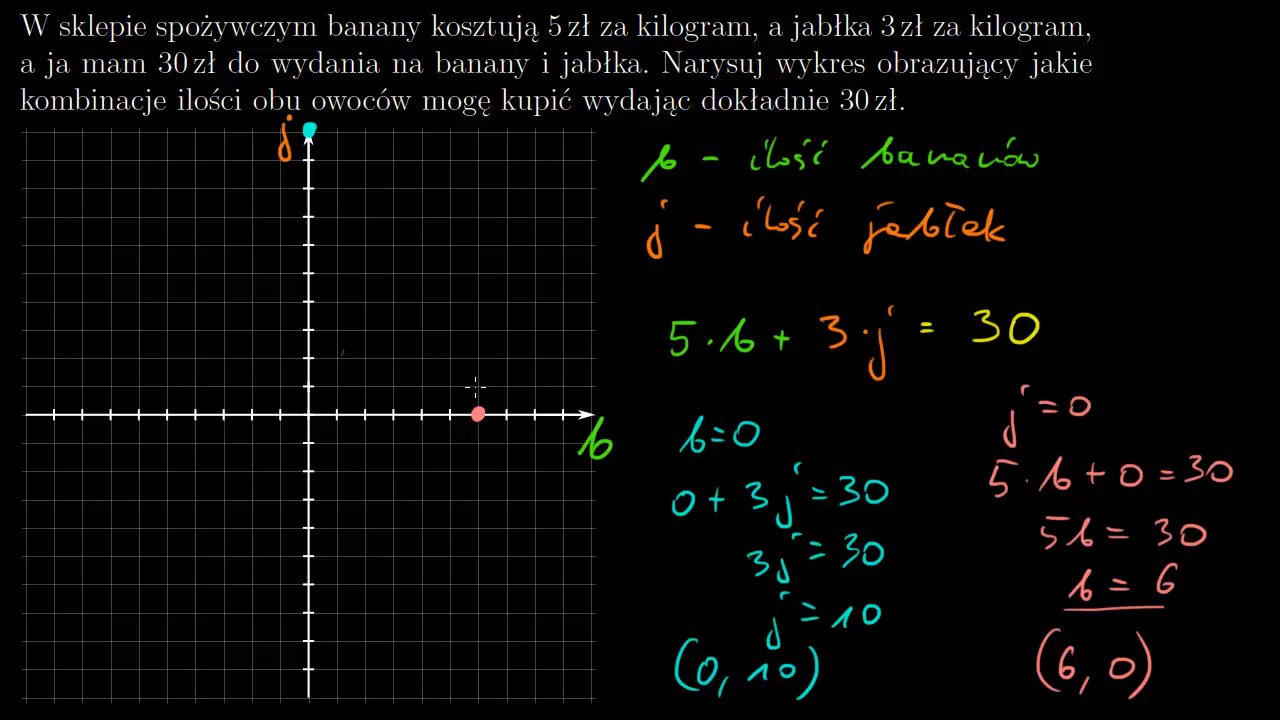 W sklepie spożywczym banany kosztują 5 zł za kilogram, a jabłka 3 zł za kilogram,
a ja mam 30 zł do wydania na banany i jabłka. Narysuj wykres obrazujący jakie
kombinacje ilości obu owoców mogę kupić wydając dokładnie 30 zł.
j
b
b - ilość bananów
j - ilość jabłek
5 · b + 3 · j = 30
b = 0
0 + 3j = 30
3j = 30
j = 10
(0, 10)
j = 0
5 · b + 0 = 30
5b = 30
b = 6
(6, 0)